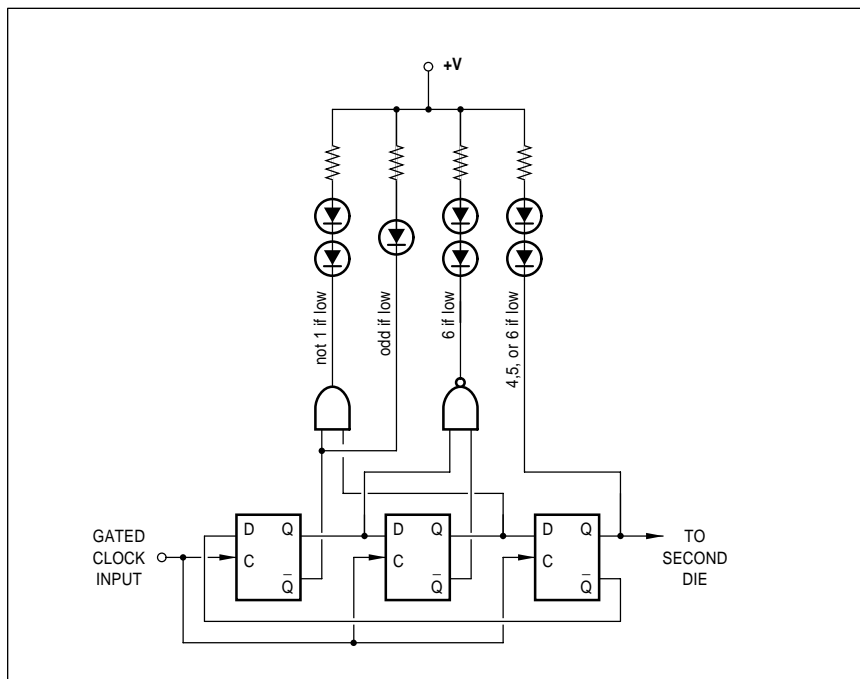 +V
not 1 if low
odd if low
6 if low
4,5, or 6 if low
GATED
CLOCK
INPUT
D Q
C
Q̅
D Q
C
Q̅
D Q
C
Q̅
TO
SECOND
DIE